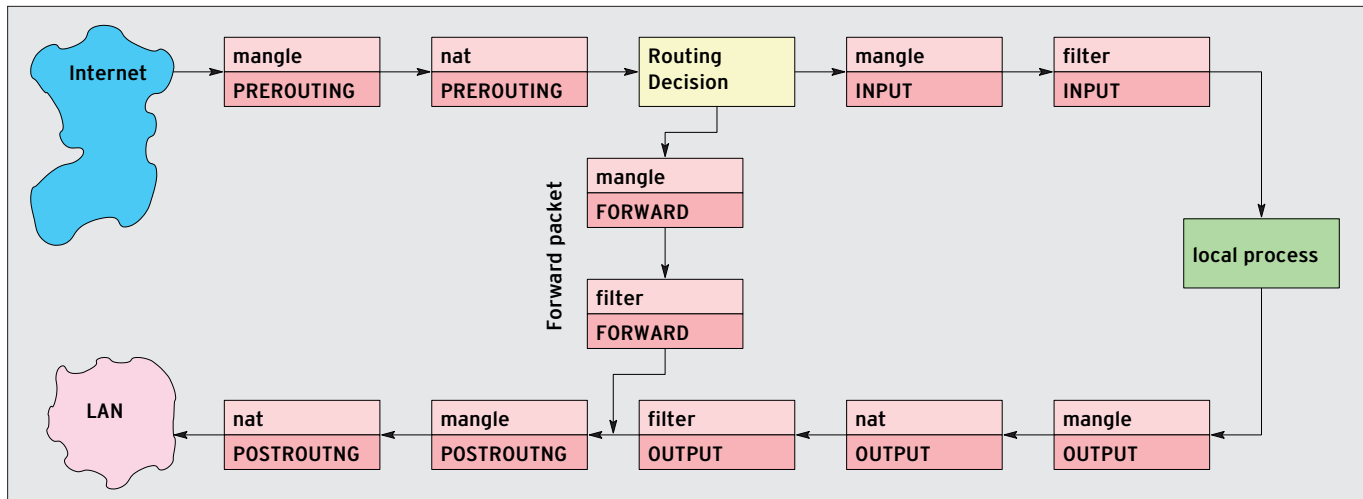 Internet
mangle
PREROUTING
nat
PREROUTING
Routing
Decision
mangle
INPUT
filter
INPUT
Forward packet
mangle
FORWARD
filter
FORWARD
local process
LAN
nat
POSTROUTNG
mangle
POSTROUTNG
filter
OUTPUT
nat
OUTPUT
mangle
OUTPUT